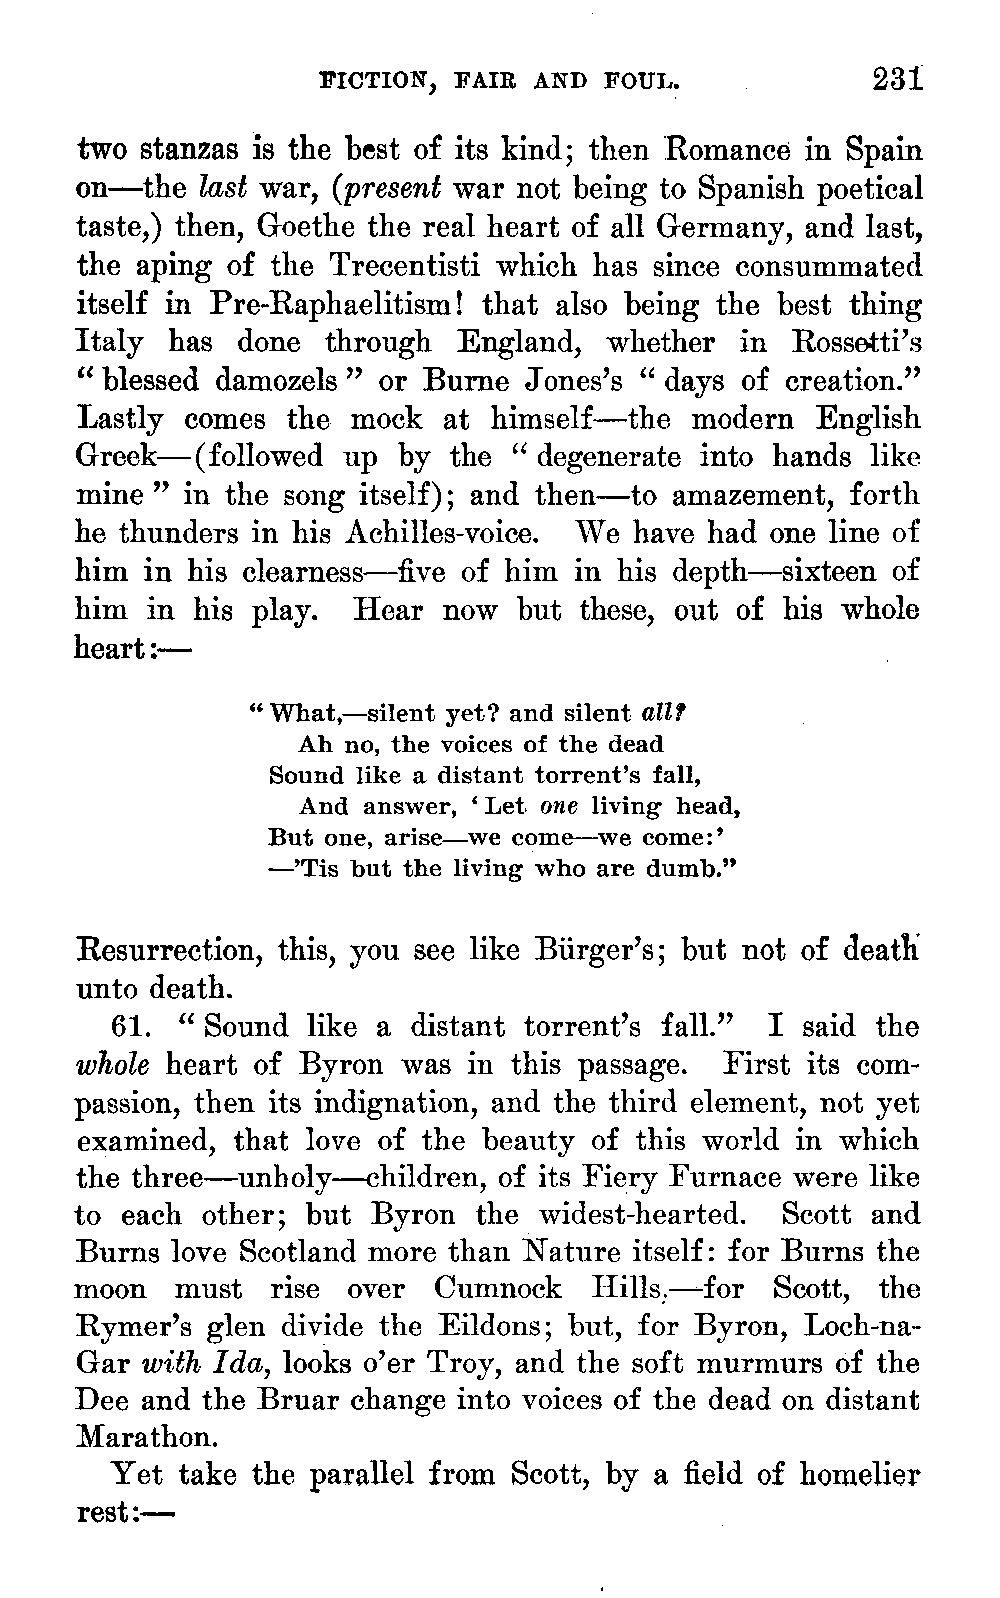 FICTION, FAIR AND FOUL. 231
two stanzas is the best of its kind; then Romance in Spain
on—the last war, (present war not being to Spanish poetical
taste,) then, Goethe the real heart of all Germany, and last,
the aping of the Trecentisti which has since consummated
itself in Pre-Raphaelitism! that also being the best thing
Italy has done through England, whether in Rossetti's
"blessed damozels" or Burne Jones's "days of creation."
Lastly comes the mock at himself—the modern English
Greek—(followed up by the "degenerate into hands like
mine" in the song itself); and then—to amazement, forth
he thunders in his Achilles-voice. We have had one line of
him in his clearness—five of him in his depth—sixteen of
him in his play. Hear now but these, out of his whole
heart:—
"What,—silent yet? and silent all?
Ah no, the voices of the dead
Sound like a distant torrent's fall,
And answer, 'Let one living head,
But one, arise—we come—we come:'
—'Tis but the living who are dumb."
Resurrection, this, you see like Bürger's; but not of death
unto death.
61. "Sound like a distant torrent's fall." I said the
whole heart of Byron was in this passage. First its com-
passion, then its indignation, and the third element, not yet
examined, that love of the beauty of this world in which
the three—unholy—children, of its Fiery Furnace were like
to each other; but Byron the widest-hearted. Scott and
Burns love Scotland more than Nature itself: for Burns the
moon must rise over Cumnock Hills,—for Scott, the
Rymer's glen divide the Eildons; but, for Byron, Loch-na-
Gar with Ida, looks o'er Troy, and the soft murmurs of the
Dee and the Bruar change into voices of the dead on distant
Marathon.
Yet take the parallel from Scott, by a field of homelier
rest:—